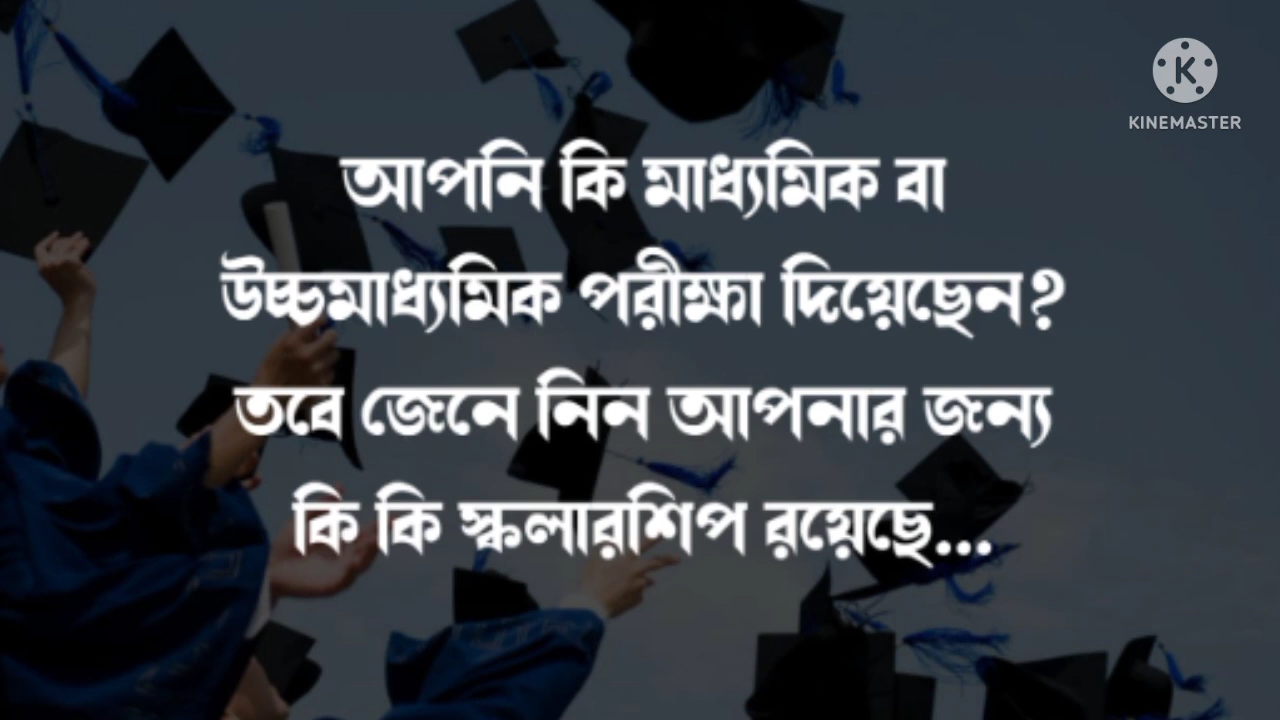 KINEMASTER
আপনি কি মাধ্যমিক বা
উচ্চমাধ্যমিক পরীক্ষা দিয়েছেন?
তবে জেনে নিন আপনার জন্য
কি কি স্কলারশিপ রয়েছে...